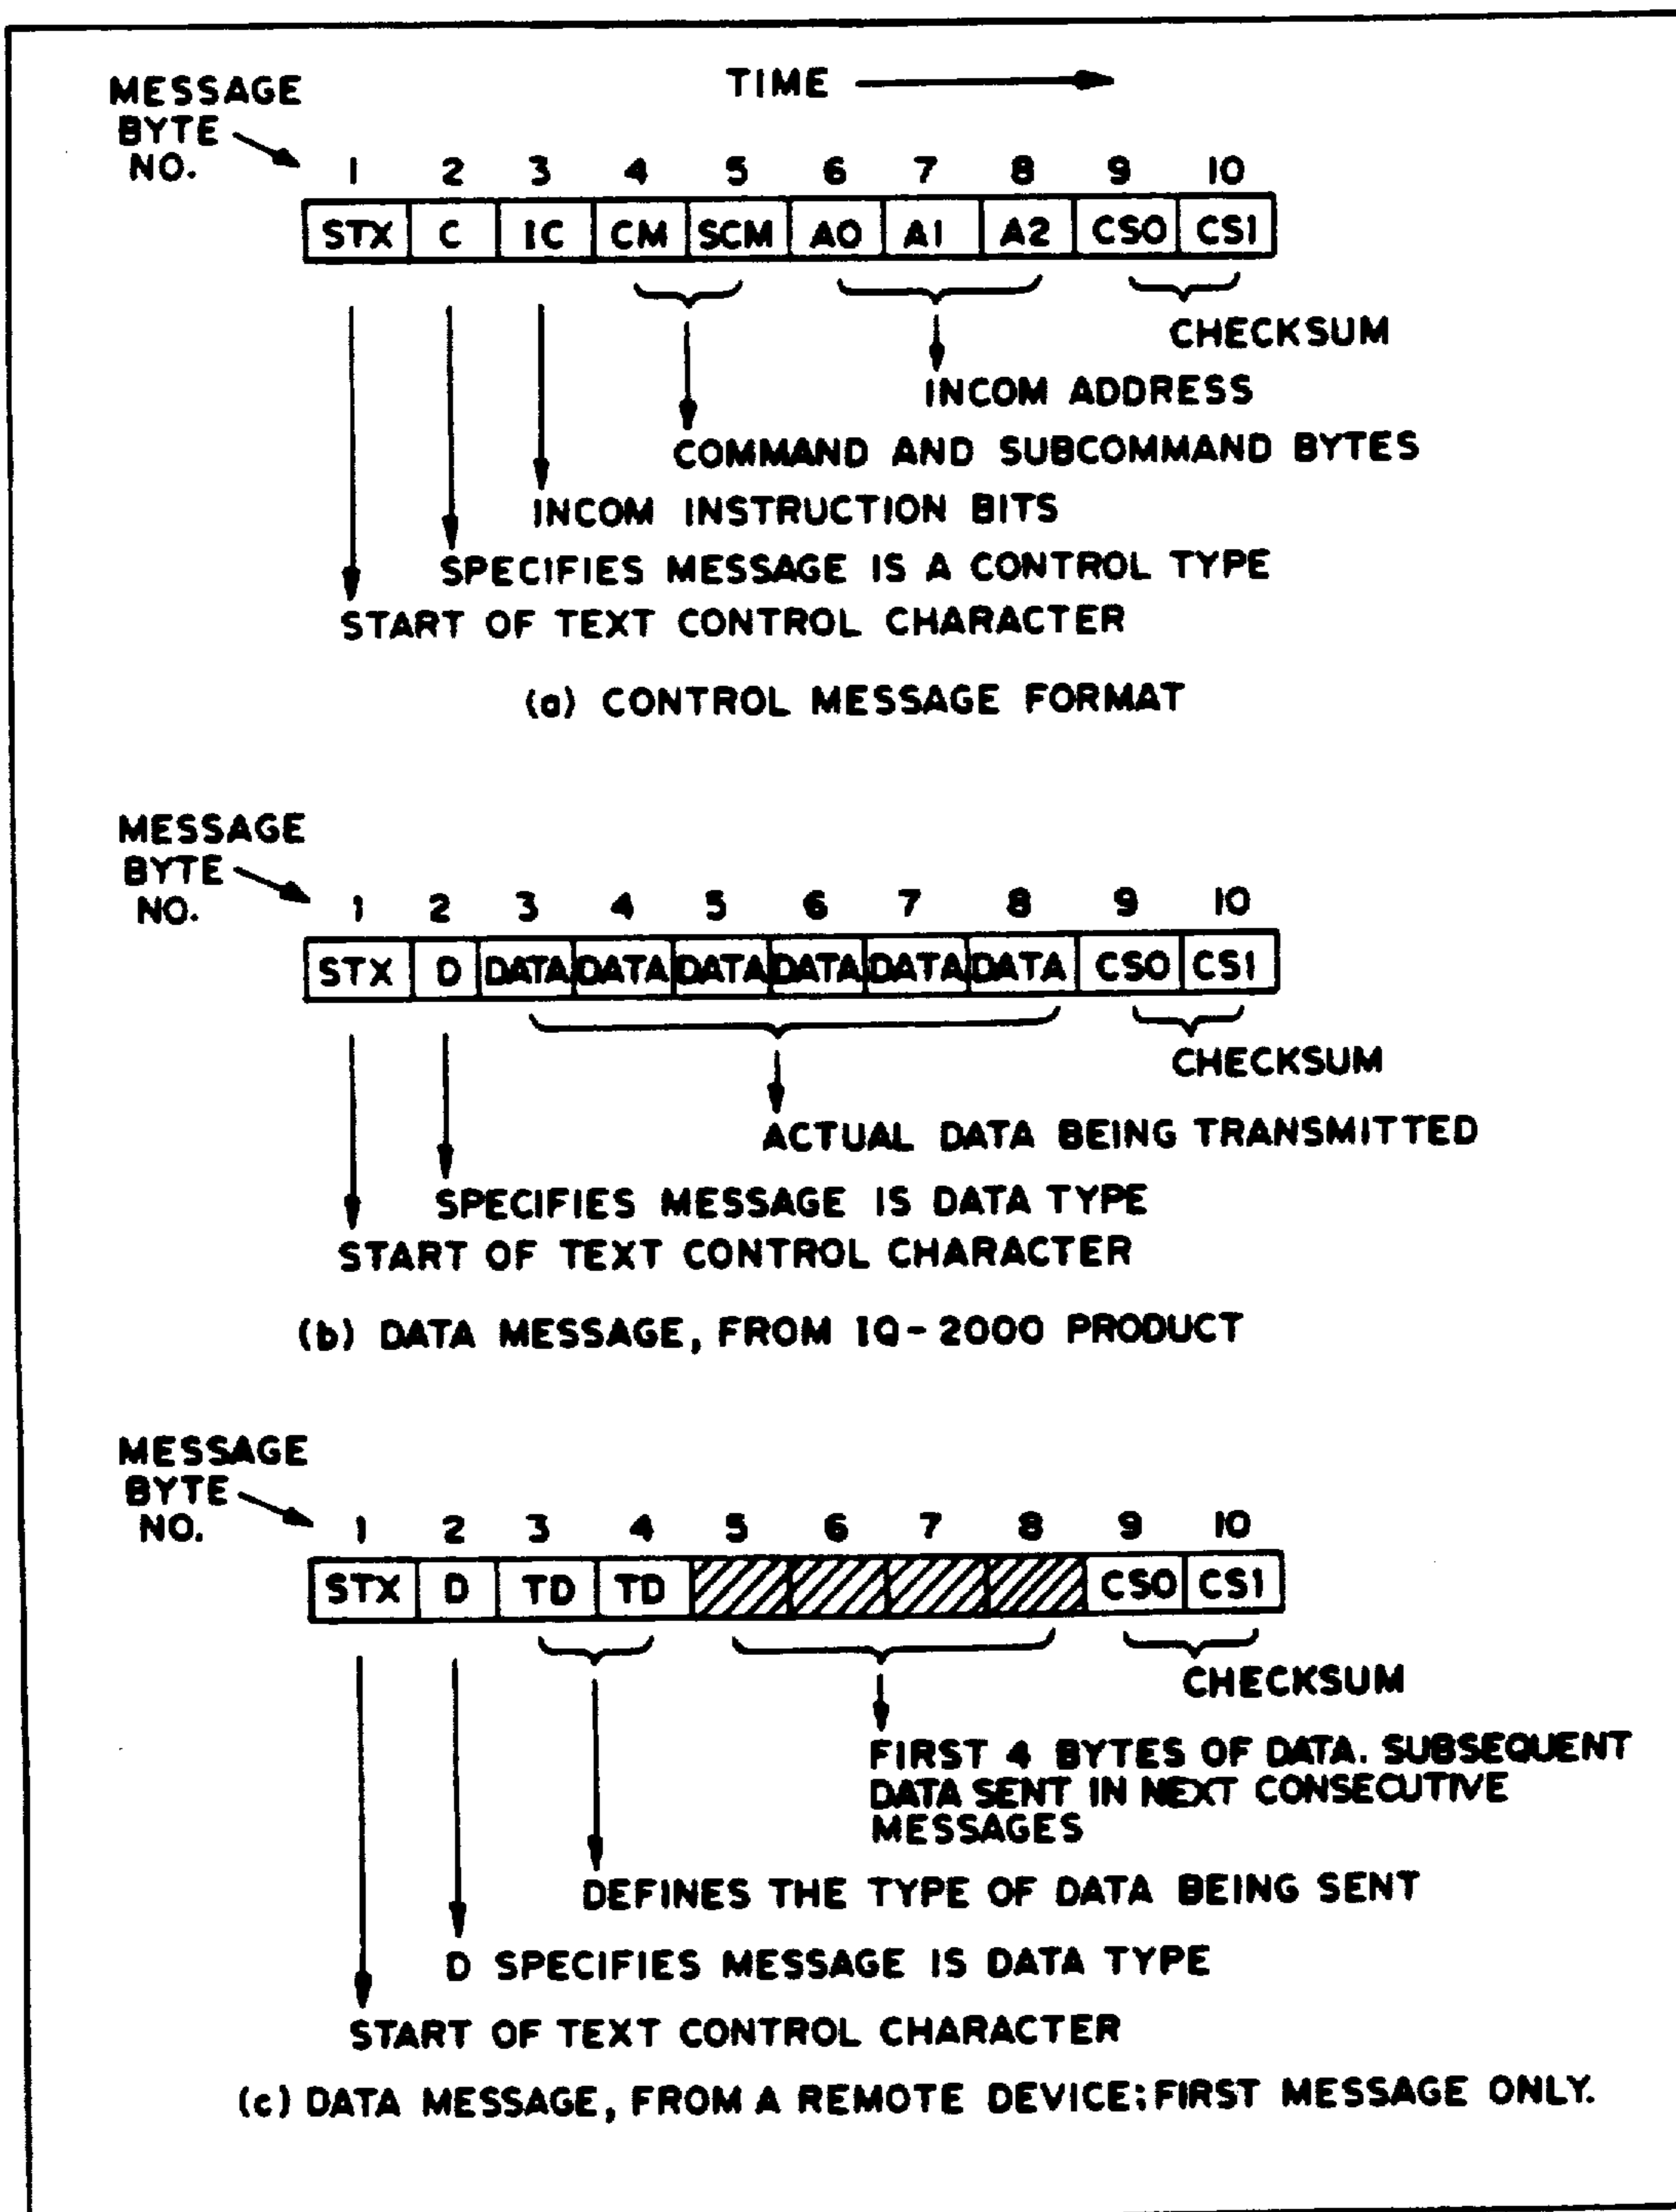 TIME
MESSAGE
BYTE
NO.
1 2 3 4 5 6 7 8 9 10
STX C IC CM SCM A0 A1 A2 CS0 CS1
CHECKSUM
INCOM ADDRESS
COMMAND AND SUBCOMMAND BYTES
INCOM INSTRUCTION BITS
SPECIFIES MESSAGE IS A CONTROL TYPE
START OF TEXT CONTROL CHARACTER
(a) CONTROL MESSAGE FORMAT
MESSAGE
BYTE
NO.
1 2 3 4 5 6 7 8 9 10
STX D DATA DATA DATA DATA DATA DATA CS0 CS1
CHECKSUM
ACTUAL DATA BEING TRANSMITTED
SPECIFIES MESSAGE IS DATA TYPE
START OF TEXT CONTROL CHARACTER
(b) DATA MESSAGE, FROM IQ-2000 PRODUCT
MESSAGE
BYTE
NO.
1 2 3 4 5 6 7 8 9 10
STX D TD TD CS0 CS1
CHECKSUM
FIRST 4 BYTES OF DATA. SUBSEQUENT
DATA SENT IN NEXT CONSECUTIVE
MESSAGES
DEFINES THE TYPE OF DATA BEING SENT
D SPECIFIES MESSAGE IS DATA TYPE
START OF TEXT CONTROL CHARACTER
(c) DATA MESSAGE, FROM A REMOTE DEVICE; FIRST MESSAGE ONLY.